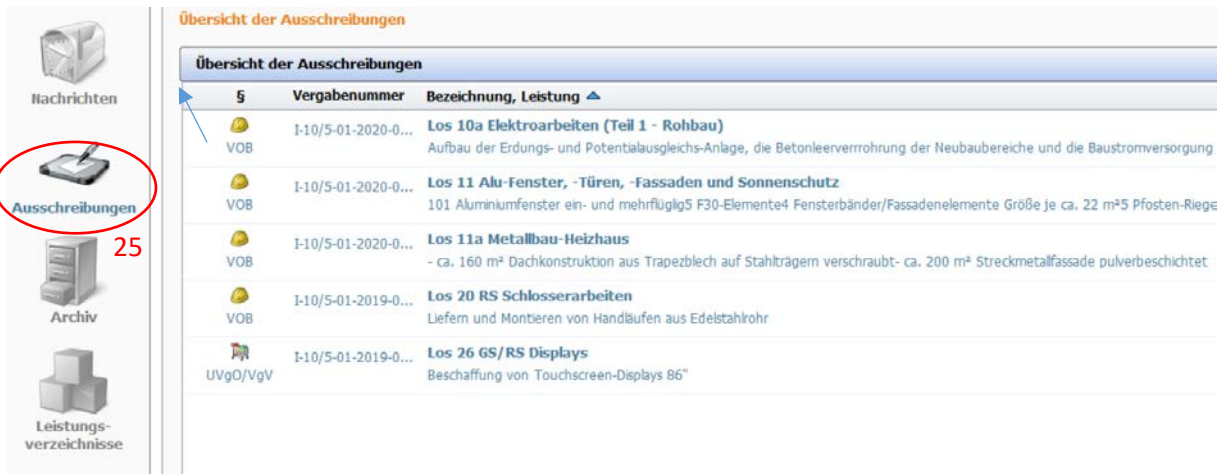 Übersicht der Ausschreibungen
Nachrichten
Ausschreibungen
25
Archiv
Leistungs-
verzeichnisse
Übersicht der Ausschreibungen
§ Vergabenummer Bezeichnung, Leistung
VOB I-10/5-01-2020-0... Los 10a Elektroarbeiten (Teil 1 - Rohbau)
Aufbau der Erdungs- und Potentialausgleichs-Anlage, die Betonleerverrrohrung der Neubaubereiche und die Baustromversorgung
VOB I-10/5-01-2020-0... Los 11 Alu-Fenster, -Türen, -Fassaden und Sonnenschutz
101 Aluminiumfenster ein- und mehrflüglig5 F30-Elemente4 Fensterbänder/Fassadenelemente Größe je ca. 22 m²5 Pfosten-Riege
VOB I-10/5-01-2020-0... Los 11a Metallbau-Heizhaus
- ca. 160 m² Dachkonstruktion aus Trapezblech auf Stahlträgern verschraubt- ca. 200 m² Streckmetallfassade pulverbeschichtet
VOB I-10/5-01-2019-0... Los 20 RS Schlosserarbeiten
Liefern und Montieren von Handläufen aus Edelstahlrohr
UVgO/VgV I-10/5-01-2019-0... Los 26 GS/RS Displays
Beschaffung von Touchscreen-Displays 86"